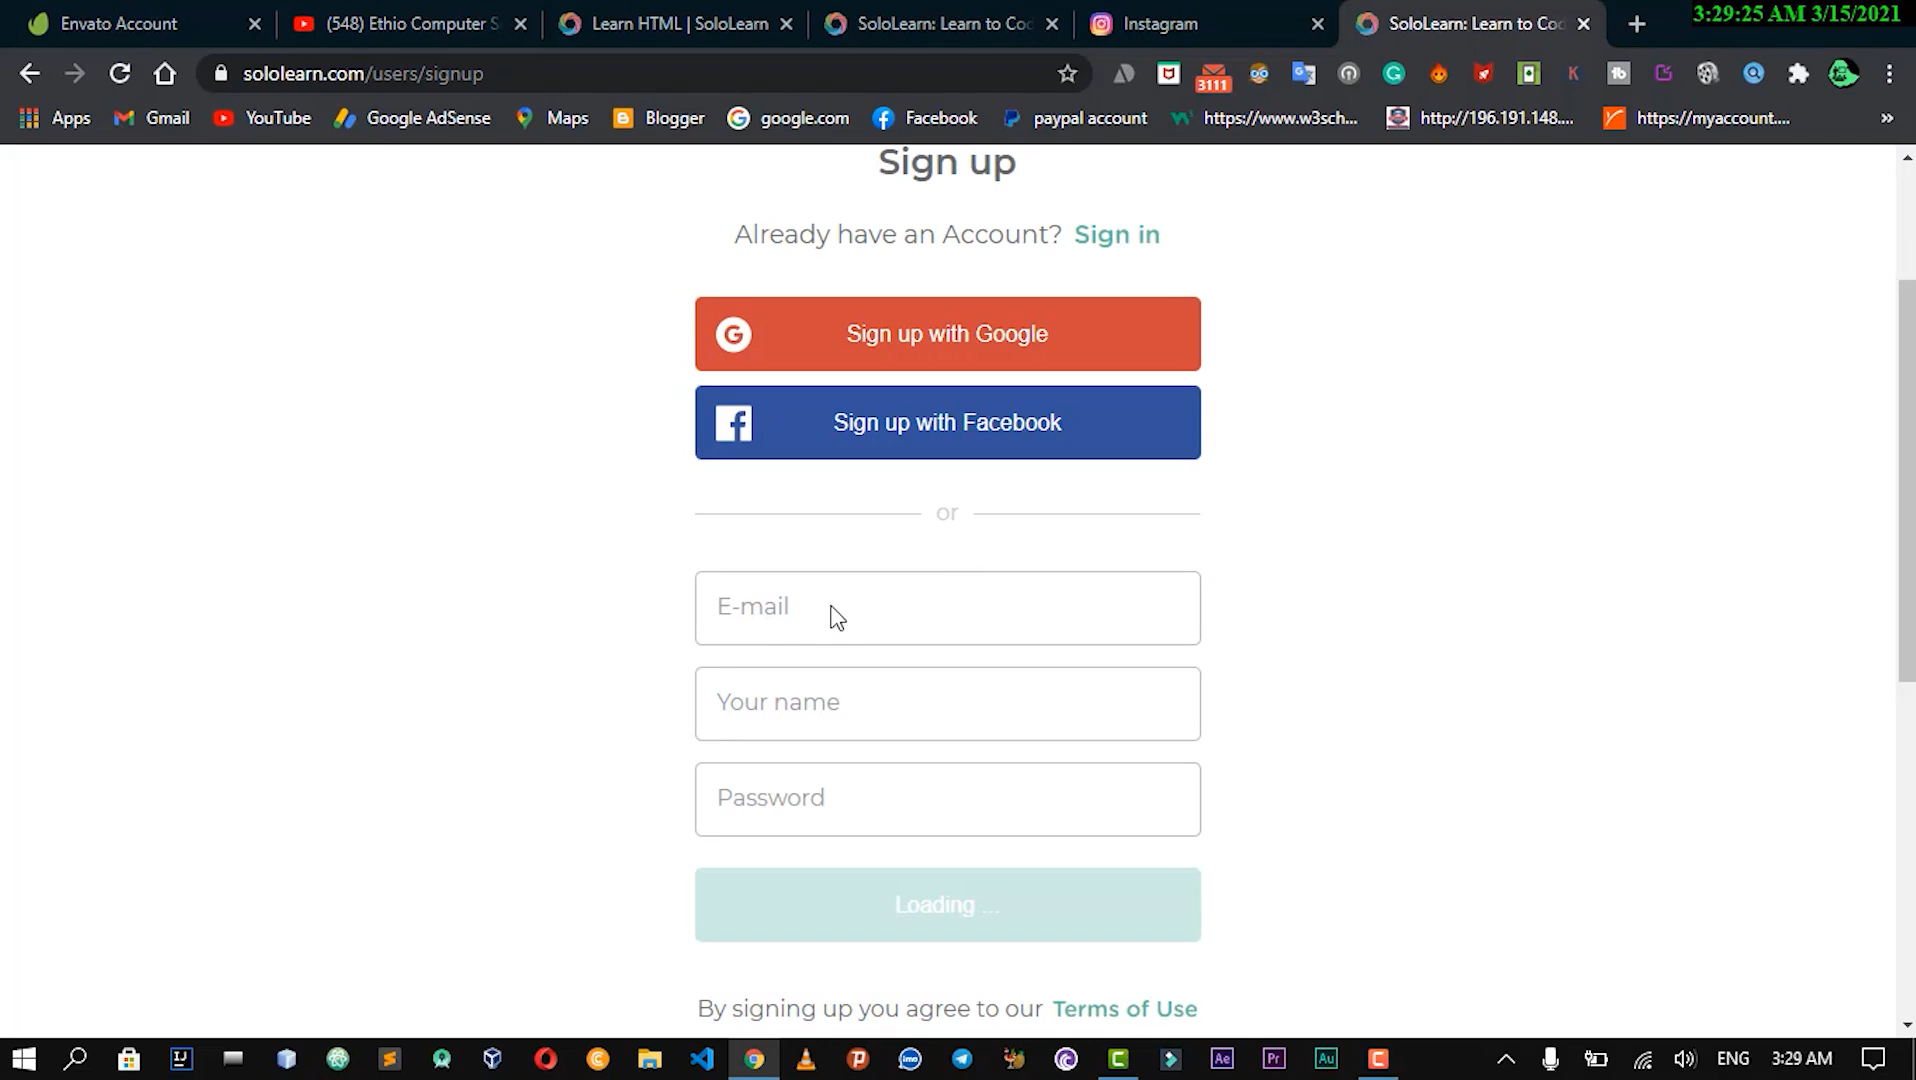 Envato Account
(548) Ethio Computer S
Learn HTML | SoloLearn
SoloLearn: Learn to Coc
Instagram
SoloLearn: Learn to Coc
3:29:25 AM 3/15/2021
sololearn.com/users/signup
3111
Apps
Gmail
YouTube
Google AdSense
Maps
Blogger
google.com
Facebook
paypal account
https://www.w3sch...
http://196.191.148....
https://myaccount....
Sign up
Already have an Account? Sign in
Sign up with Google
Sign up with Facebook
or
E-mail
Your name
Password
Loading ...
By signing up you agree to our Terms of Use
ENG
3:29 AM